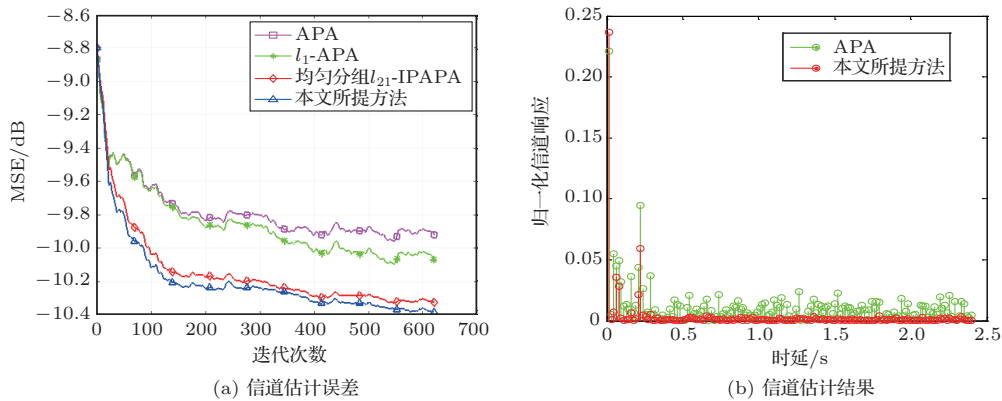 −8.8
−9.0
−9.2
−9.4
−9.6
−9.8
−10.0
−10.2
−10.4
MSE/dB
0
100
200
300
400
500
600
700
迭代次数
APA
l₁-APA
均匀分组l₂₁-IPAPA
本文所提方法
(a) 信道估计误差
0.25
0.20
0.15
0.10
0.05
0
归一化信道响应
0
0.5
1.0
1.5
2.0
2.5
时延/s
APA
本文所提方法
(b) 信道估计结果